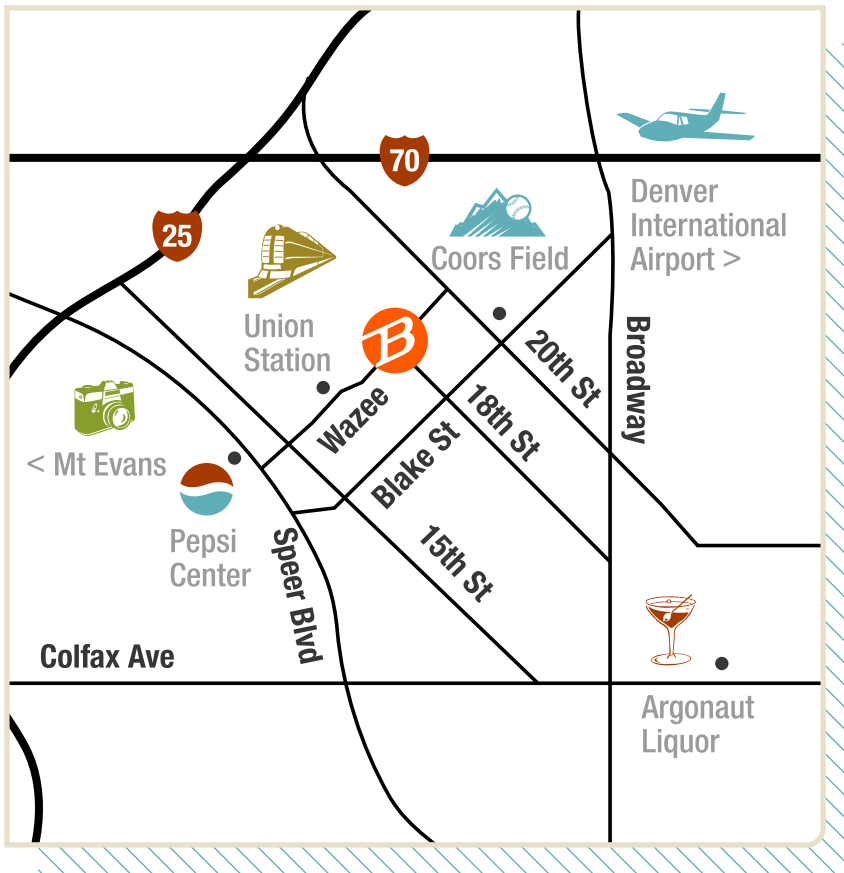 70
Denver
International
Airport >
25
Coors Field
Union
Station
B
Broadway
20th St
18th St
Wazee
Blake St
< Mt Evans
Pepsi
Center
Speer Blvd
15th St
Colfax Ave
Argonaut
Liquor